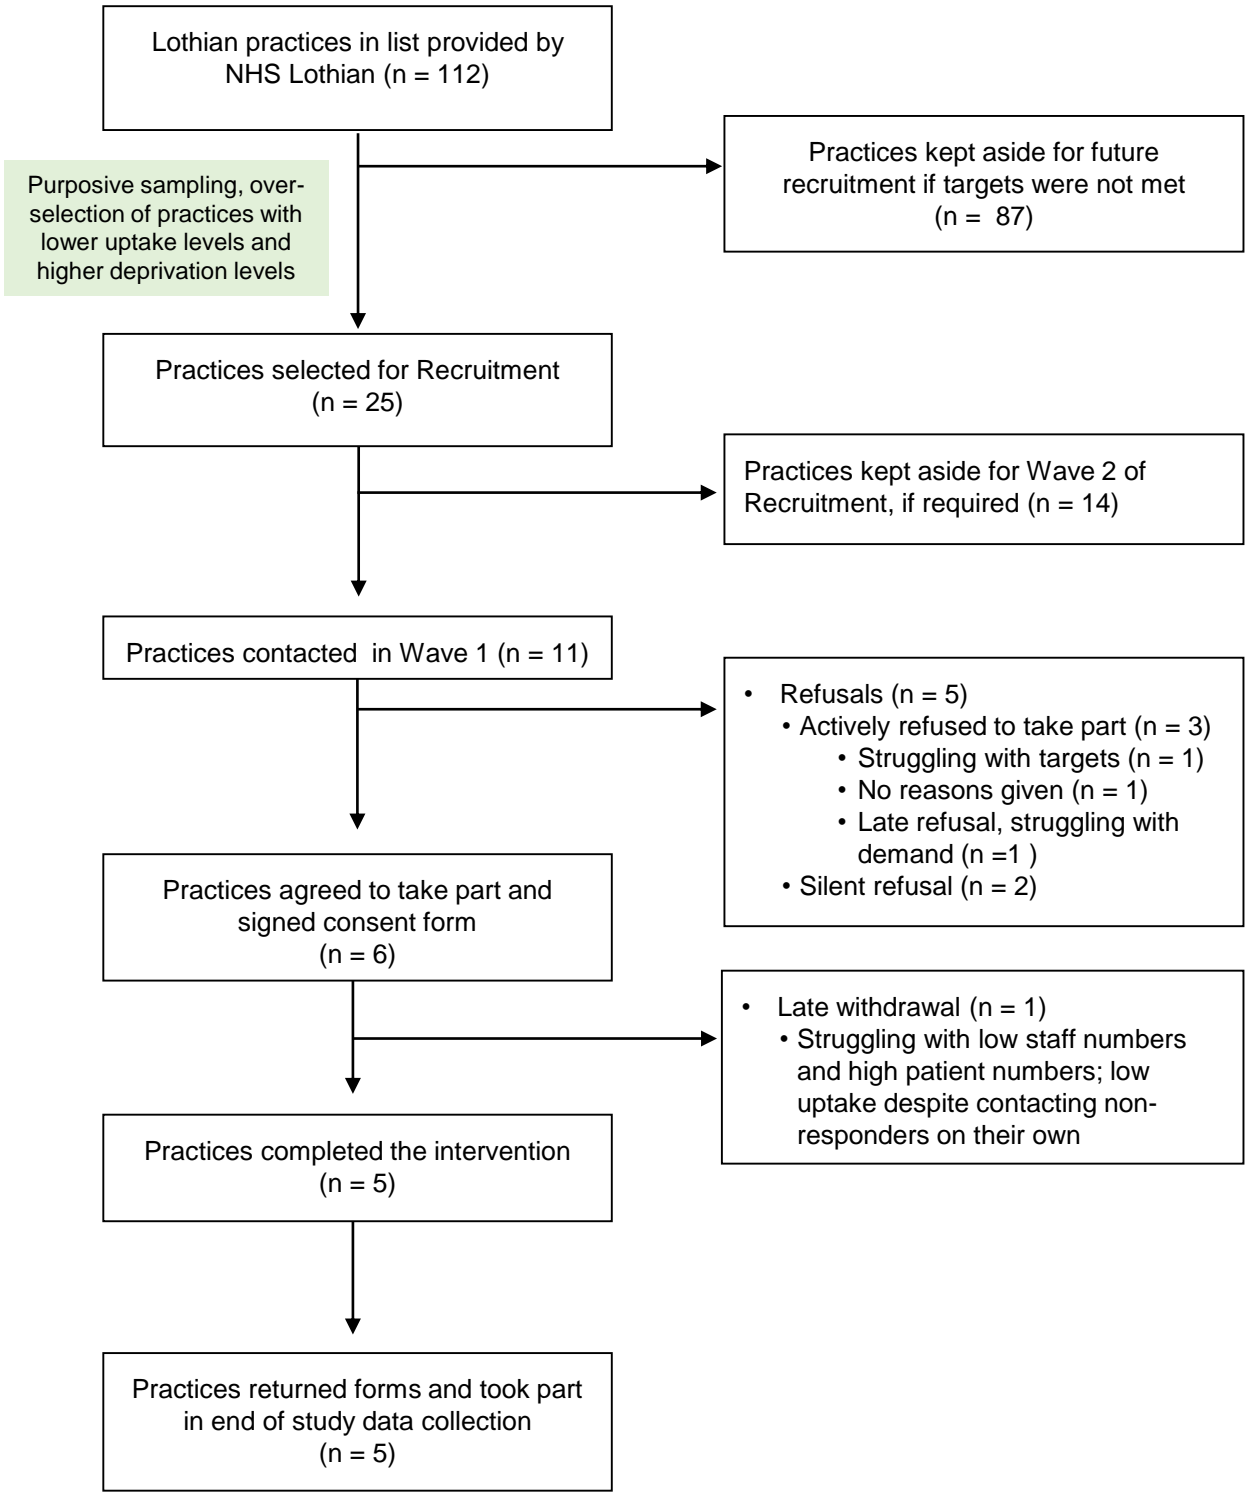 Lothian practices in list provided by
NHS Lothian (n = 112)
Practices kept aside for future
recruitment if targets were not met
(n =  87)
Purposive sampling, over-
selection of practices with
lower uptake levels and
higher deprivation levels
Practices selected for Recruitment
(n = 25)
Practices kept aside for Wave 2 of
Recruitment, if required (n = 14)
Practices contacted  in Wave 1 (n = 11)
• Refusals (n = 5)
• Actively refused to take part (n = 3)
• Struggling with targets (n = 1)
• No reasons given (n = 1)
• Late refusal, struggling with
demand (n =1 )
• Silent refusal (n = 2)
Practices agreed to take part and
signed consent form
(n = 6)
• Late withdrawal (n = 1)
• Struggling with low staff numbers
and high patient numbers; low
uptake despite contacting non-
responders on their own
Practices completed the intervention
(n = 5)
Practices returned forms and took part
in end of study data collection
(n = 5)